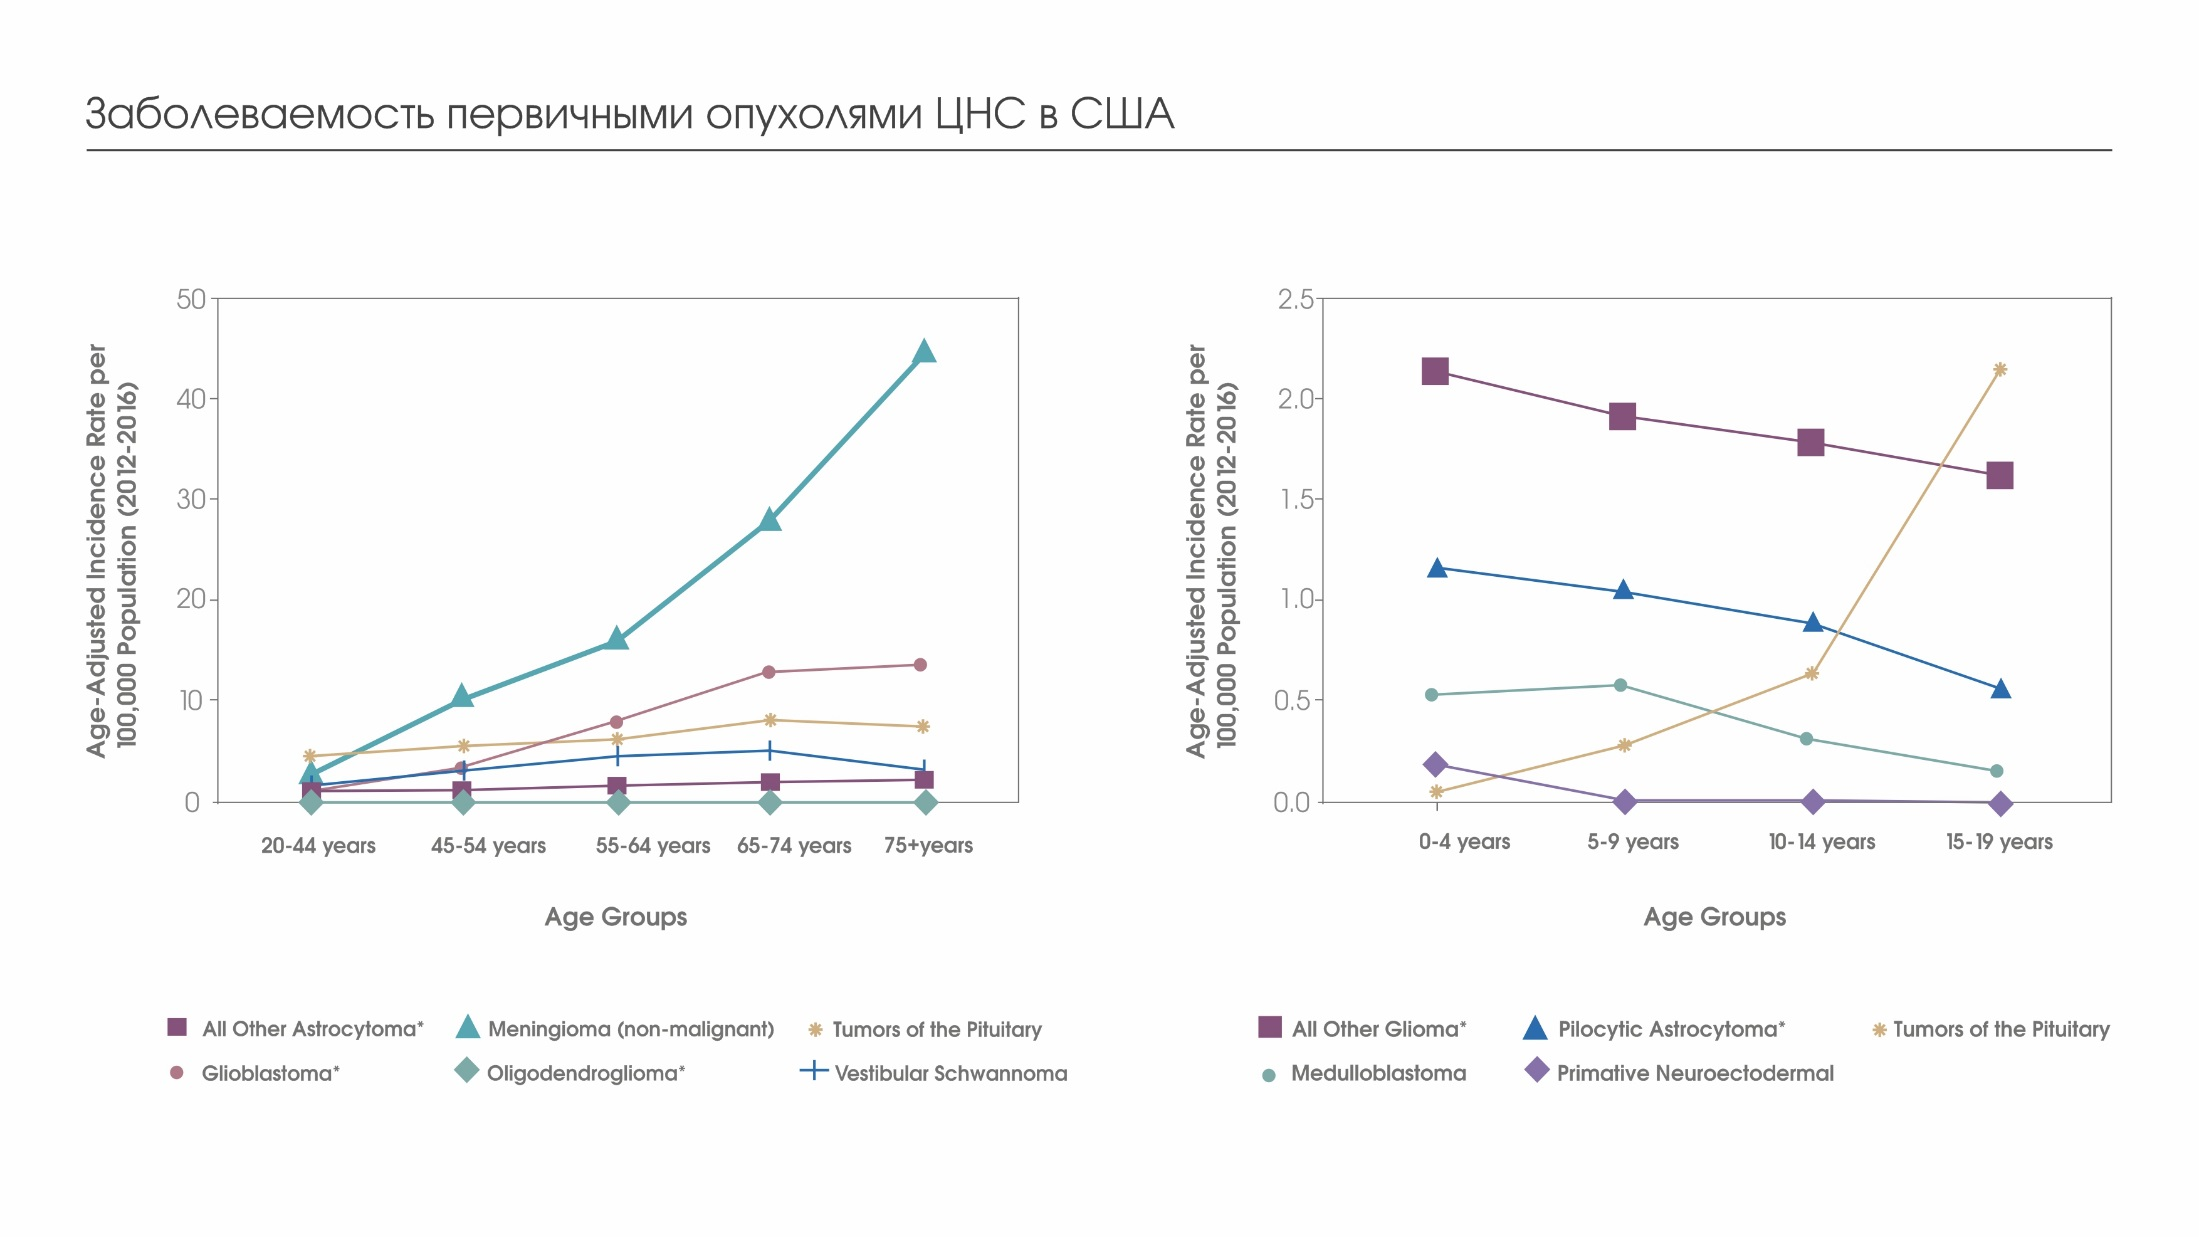 Заболеваемость первичными опухолями ЦНС в США
Age-Adjusted Incidence Rate per
100,000 Population (2012-2016)
50
40
30
20
10
0
20-44 years
45-54 years
55-64 years
65-74 years
75+years
Age Groups
All Other Astrocytoma*
Meningioma (non-malignant)
Tumors of the Pituitary
Glioblastoma*
Oligodendroglioma*
Vestibular Schwannoma
Age-Adjusted Incidence Rate per
100,000 Population (2012-2016)
2.5
2.0
1.5
1.0
0.5
0.0
0-4 years
5-9 years
10-14 years
15-19 years
Age Groups
All Other Glioma*
Pilocytic Astrocytoma*
Tumors of the Pituitary
Medulloblastoma
Primative Neuroectodermal